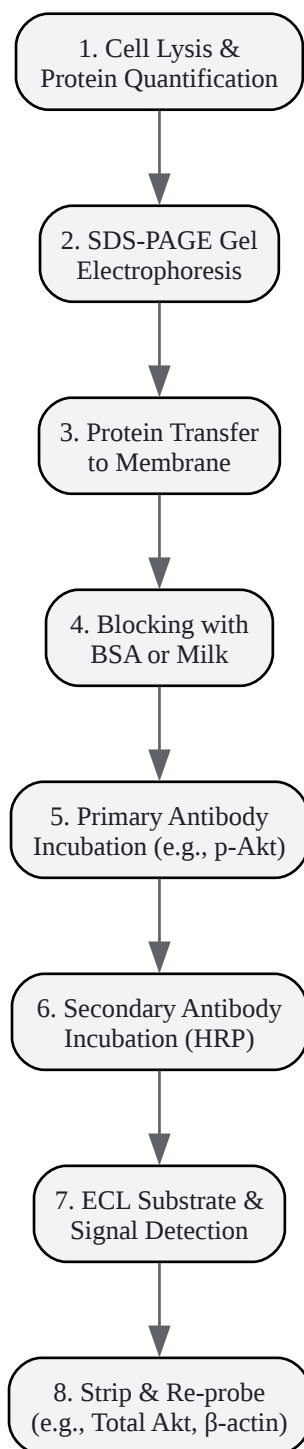 1. Cell Lysis &
Protein Quantification
2. SDS-PAGE Gel
Electrophoresis
3. Protein Transfer
to Membrane
4. Blocking with
BSA or Milk
5. Primary Antibody
Incubation (e.g., p-Akt)
6. Secondary Antibody
Incubation (HRP)
7. ECL Substrate &
Signal Detection
8. Strip & Re-probe
(e.g., Total Akt, β-actin)